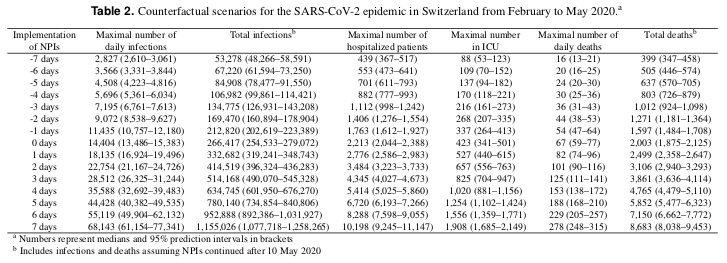 Table 2. Counterfactual scenarios for the SARS-CoV-2 epidemic in Switzerland from February to May 2020.a
Implementation Maximal number of Total infectionsb Maximal number of Maximal number Maximal number of Total deathsb
of NPIs daily infections hospitalized patients in ICU daily deaths
-7 days 2,827 (2,610–3,061) 53,278 (48,266–58,591) 439 (367–517) 88 (53–123) 16 (13–21) 399 (347–458)
-6 days 3,566 (3,331–3,844) 67,220 (61,594–73,250) 553 (473–641) 109 (70–152) 20 (16–25) 505 (446–574)
-5 days 4,508 (4,223–4,816) 84,908 (78,477–91,550) 701 (611–793) 137 (94–182) 24 (20–30) 637 (570–705)
-4 days 5,696 (5,361–6,034) 106,982 (99,861–114,421) 882 (777–993) 170 (118–221) 30 (25–36) 803 (726–879)
-3 days 7,195 (6,761–7,613) 134,775 (126,931–143,208) 1,112 (998–1,242) 216 (161–273) 36 (31–43) 1,012 (924–1,098)
-2 days 9,072 (8,538–9,627) 169,470 (160,894–178,904) 1,406 (1,276–1,554) 268 (207–335) 44 (38–53) 1,271 (1,181–1,364)
-1 days 11,435 (10,757–12,180) 212,820 (202,619–223,389) 1,763 (1,612–1,927) 337 (264–413) 54 (47–64) 1,597 (1,484–1,708)
0 days 14,404 (13,486–15,383) 266,417 (254,533–279,072) 2,213 (2,044–2,388) 423 (341–501) 67 (59–77) 2,003 (1,875–2,125)
1 days 18,135 (16,924–19,496) 332,682 (319,241–348,743) 2,776 (2,586–2,983) 527 (440–615) 82 (74–96) 2,499 (2,358–2,647)
2 days 22,754 (21,167–24,726) 414,519 (396,324–436,283) 3,484 (3,223–3,733) 657 (556–763) 101 (90–116) 3,106 (2,940–3,293)
3 days 28,512 (26,325–31,244) 514,168 (490,070–545,328) 4,345 (4,027–4,673) 825 (704–947) 125 (111–141) 3,861 (3,636–4,114)
4 days 35,588 (32,692–39,483) 634,745 (601,950–676,270) 5,414 (5,025–5,860) 1,020 (881–1,156) 153 (138–172) 4,765 (4,479–5,110)
5 days 44,428 (40,382–49,535) 780,140 (734,854–840,806) 6,720 (6,193–7,266) 1,254 (1,102–1,424) 188 (168–210) 5,852 (5,477–6,323)
6 days 55,119 (49,904–62,132) 952,888 (892,386–1,031,927) 8,288 (7,598–9,055) 1,556 (1,359–1,771) 229 (205–257) 7,150 (6,662–7,772)
7 days 68,143 (61,154–77,341) 1,155,026 (1,077,718–1,258,265) 10,198 (9,245–11,147) 1,908 (1,685–2,149) 278 (248–315) 8,683 (8,038–9,453)
a Numbers represent medians and 95% prediction intervals in brackets
b Includes infections and deaths assuming NPIs continued after 10 May 2020